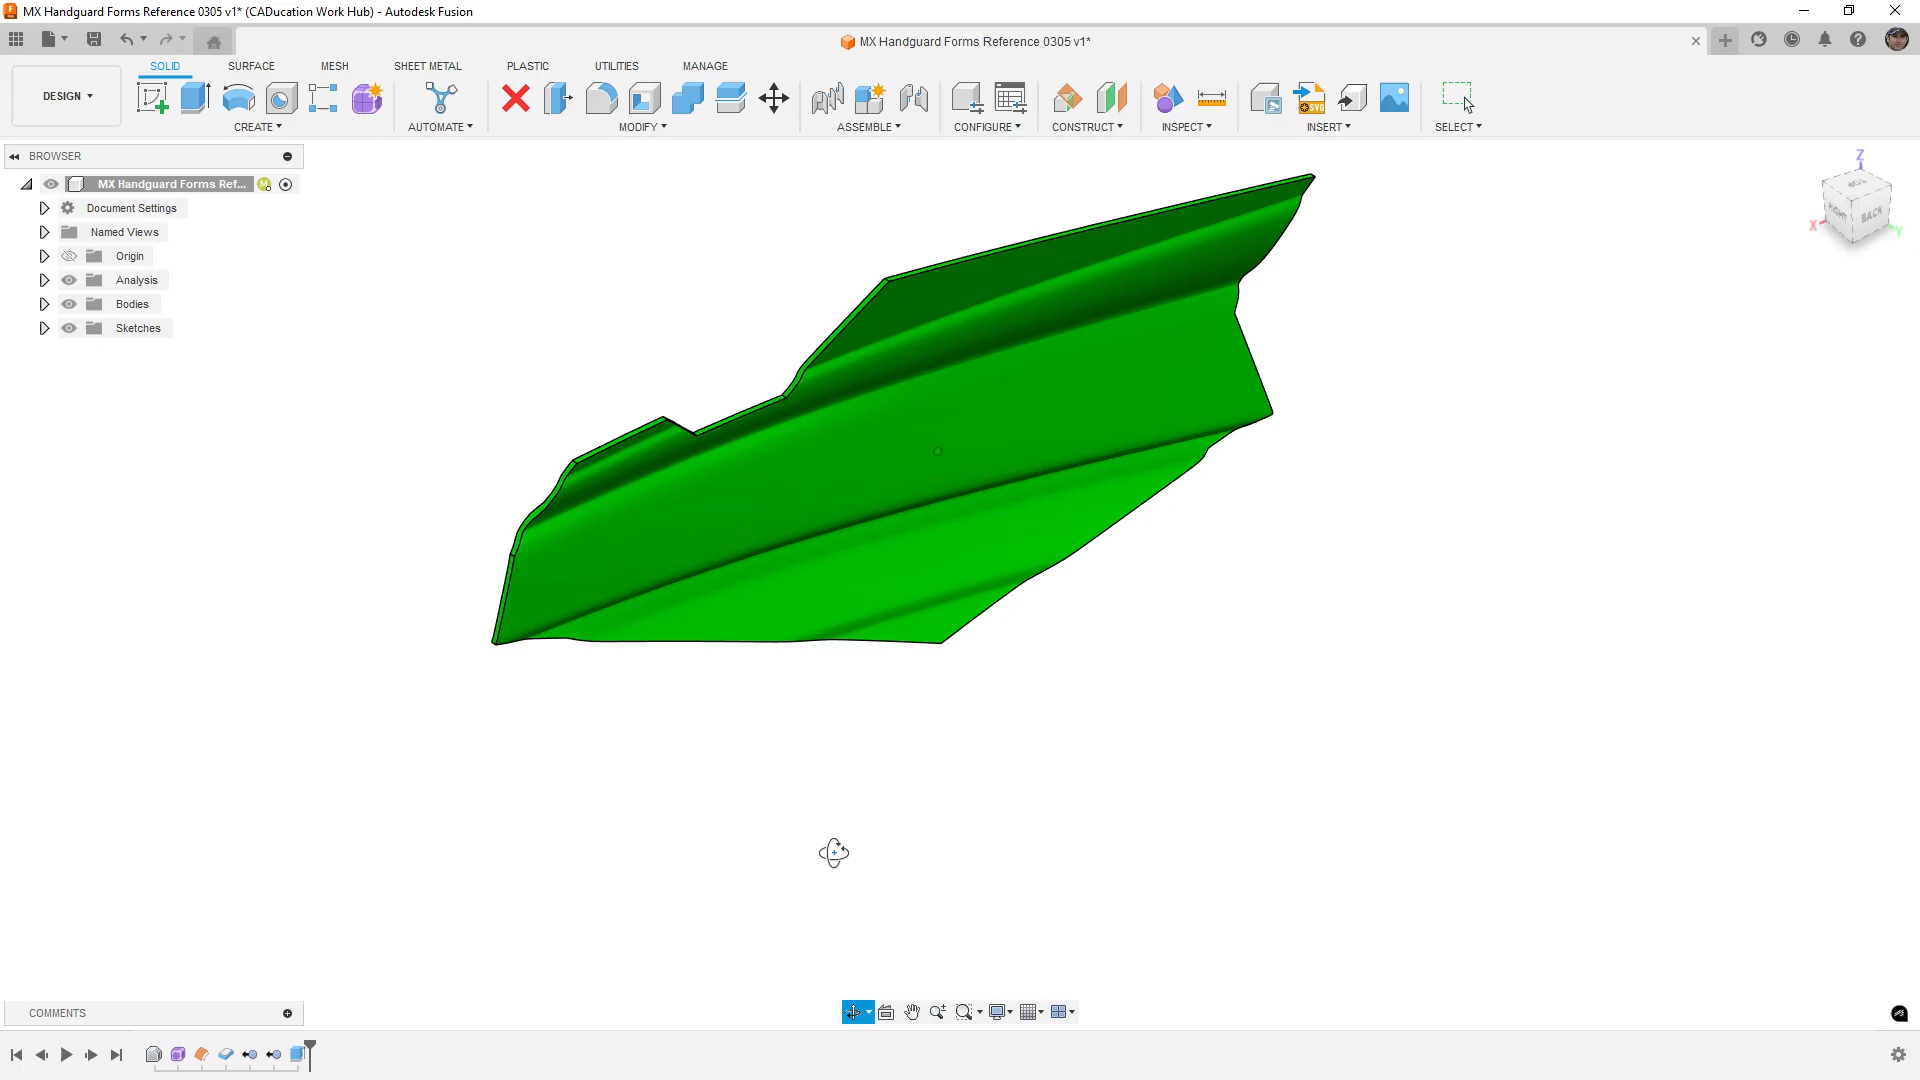 MX Handguard Forms Reference 0305 v1* (CADucation Work Hub) - Autodesk Fusion
MX Handguard Forms Reference 0305 v1*
SOLID SURFACE MESH SHEET METAL PLASTIC UTILITIES MANAGE
DESIGN
CREATE AUTOMATE MODIFY ASSEMBLE CONFIGURE CONSTRUCT INSPECT INSERT SELECT
BROWSER
MX Handguard Forms Ref...
Document Settings
Named Views
Origin
Analysis
Bodies
Sketches
Z
TOP
RIGHT BACK
X Y
COMMENTS